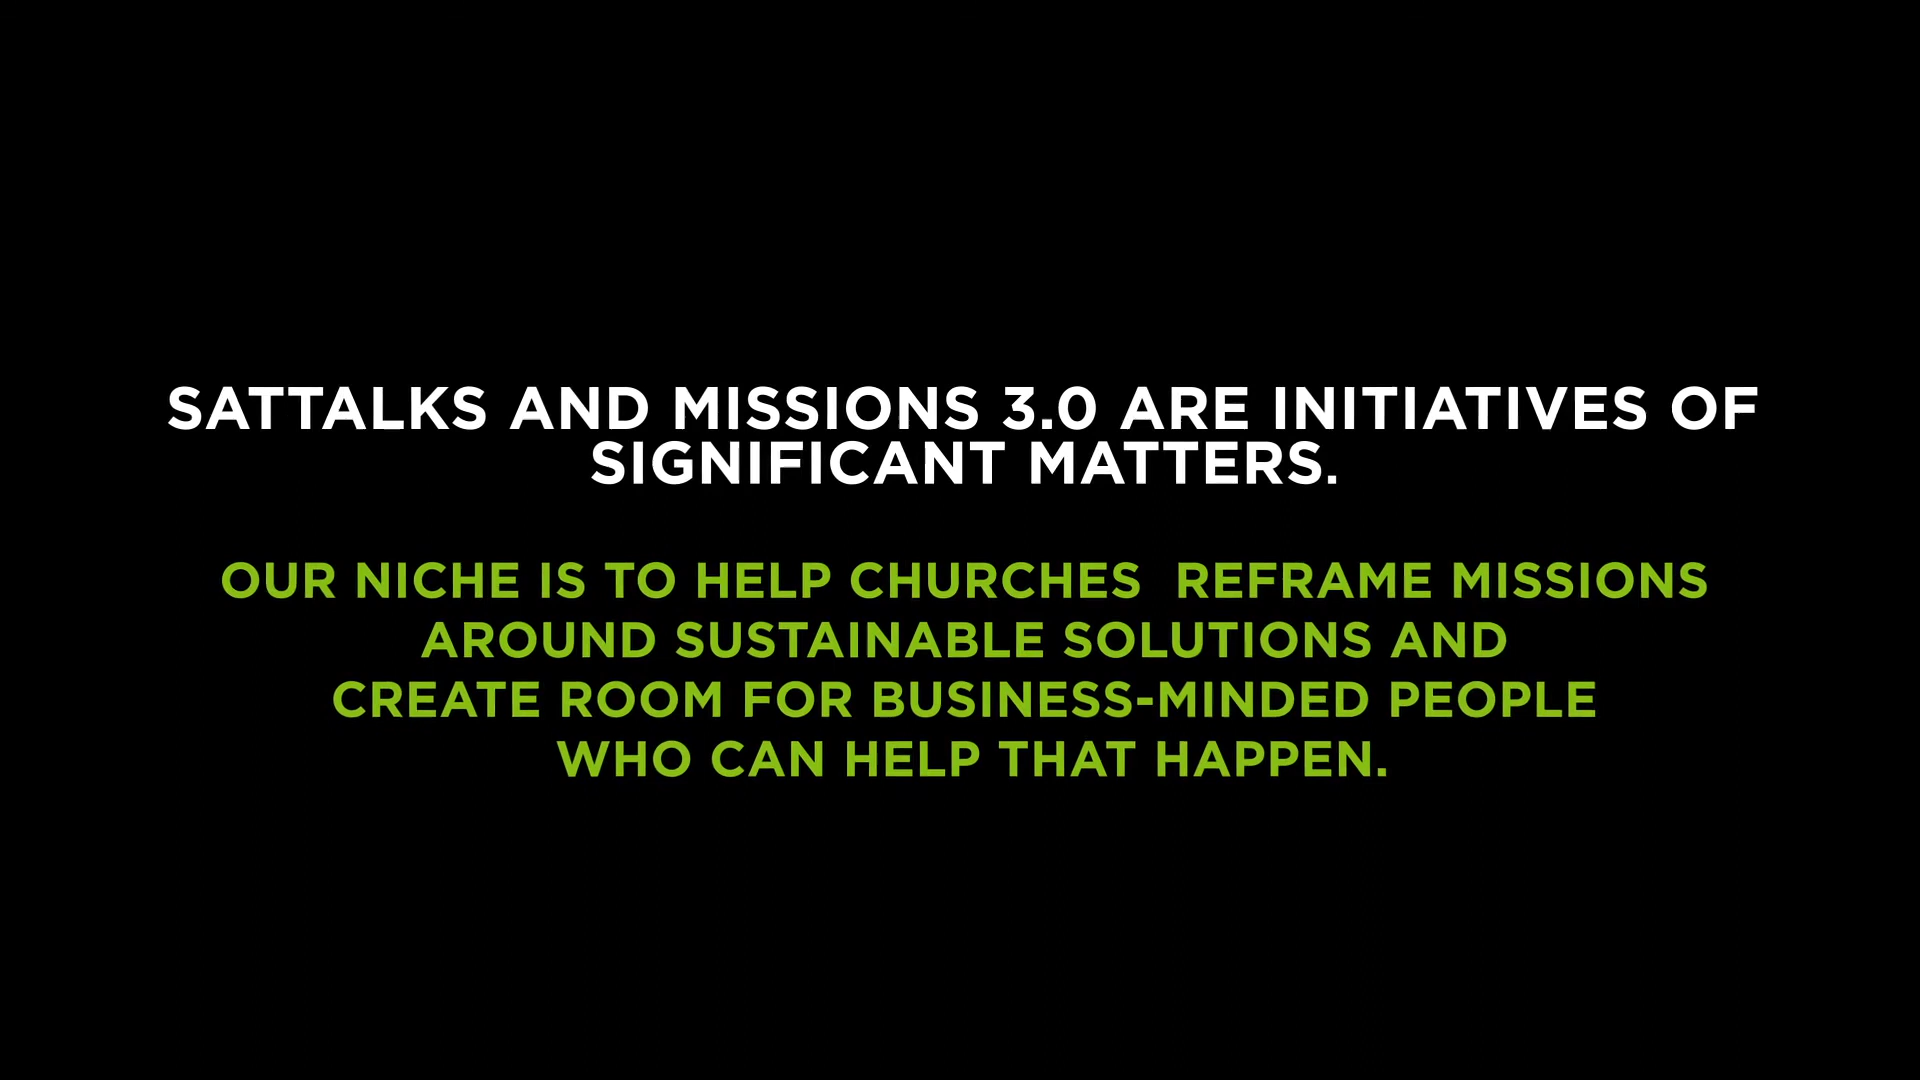 SATTALKS AND MISSIONS 3.0 ARE INITIATIVES OF
SIGNIFICANT MATTERS.
OUR NICHE IS TO HELP CHURCHES  REFRAME MISSIONS
AROUND SUSTAINABLE SOLUTIONS AND
CREATE ROOM FOR BUSINESS-MINDED PEOPLE
WHO CAN HELP THAT HAPPEN.